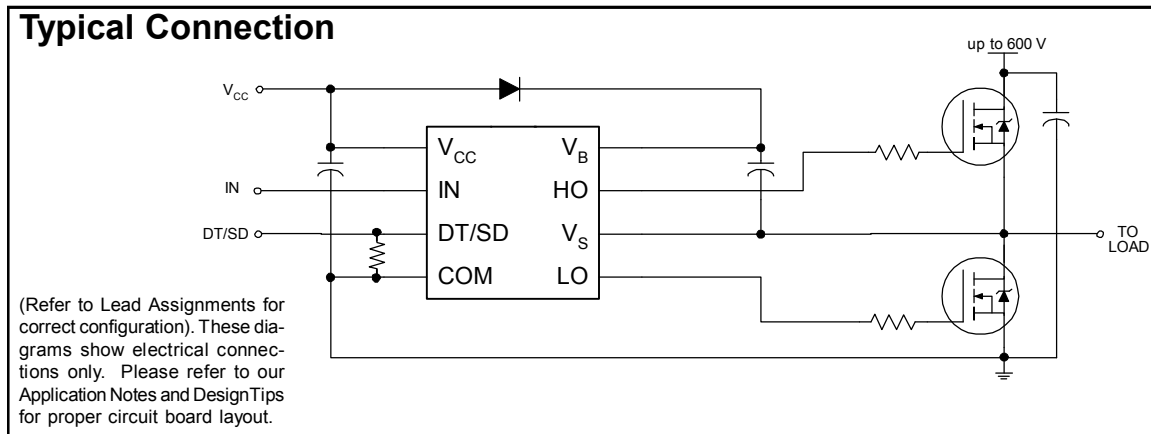 Typical Connection
up to 600 V
VCC
VCC
VB
IN
IN
HO
DT/SD
DT/SD
VS
TO
LOAD
COM
LO
(Refer to Lead Assignments for
correct configuration). These dia-
grams show electrical connec-
tions only. Please refer to our
Application Notes and DesignTips
for proper circuit board layout.